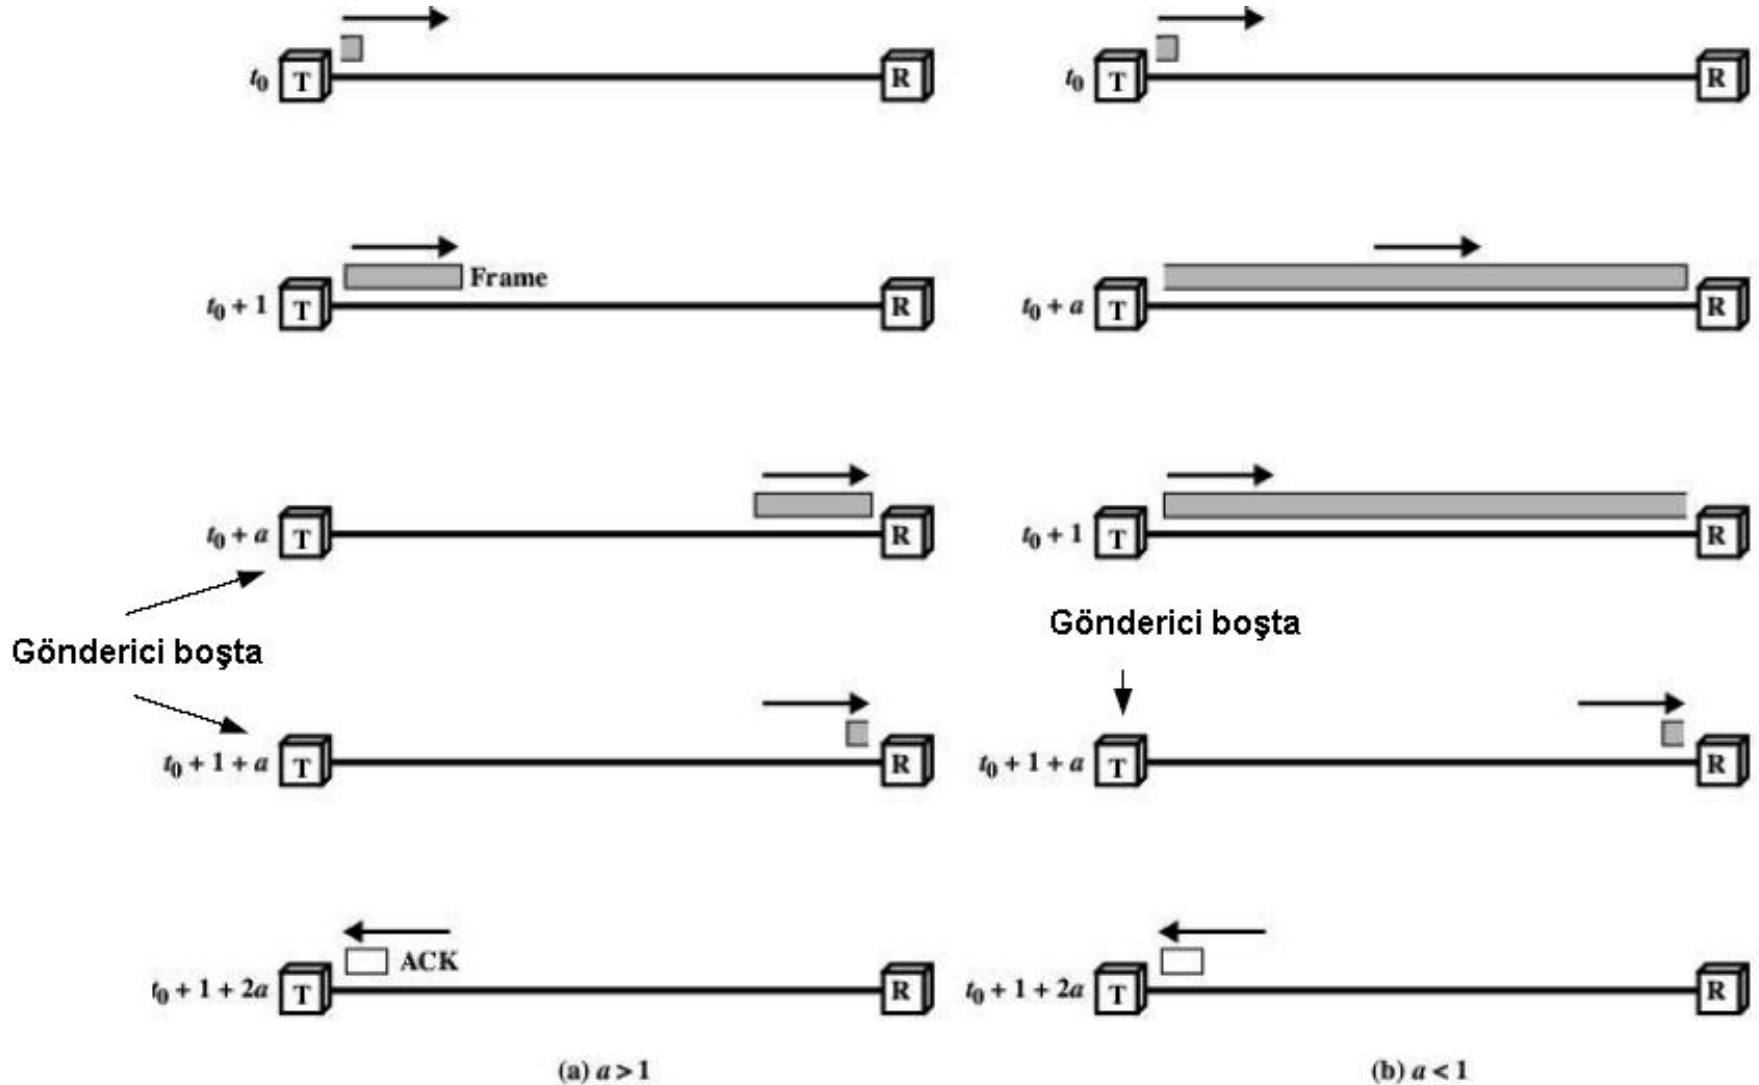 t0 T R
t0 + 1 T Frame R
t0 + a T R
Gönderici boşta
t0 + 1 + a T R
t0 + 1 + 2a T ACK R
(a) a > 1
t0 T R
t0 + a T R
t0 + 1 T R
Gönderici boşta
t0 + 1 + a T R
t0 + 1 + 2a T R
(b) a < 1